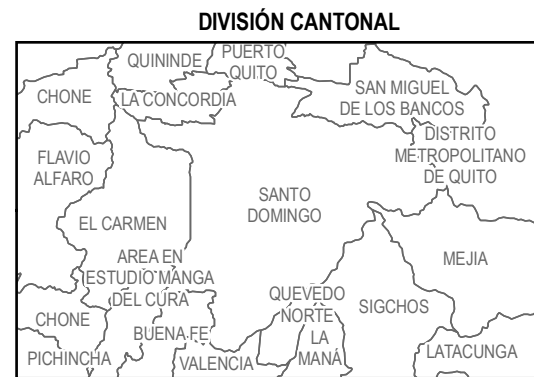 DIVISIÓN CANTONAL
QUININDE
PUERTO
QUITO
CHONE
LA CONCORDIA
SAN MIGUEL
DE LOS BANCOS
DISTRITO
METROPOLITANO
DE QUITO
FLAVIO
ALFARO
SANTO
DOMINGO
EL CARMEN
MEJIA
AREA EN
ESTUDIO MANGA
DEL CURA
QUEVEDO
NORTE
SIGCHOS
CHONE
BUENA FE
LA
MANÁ
PICHINCHA
VALENCIA
LATACUNGA